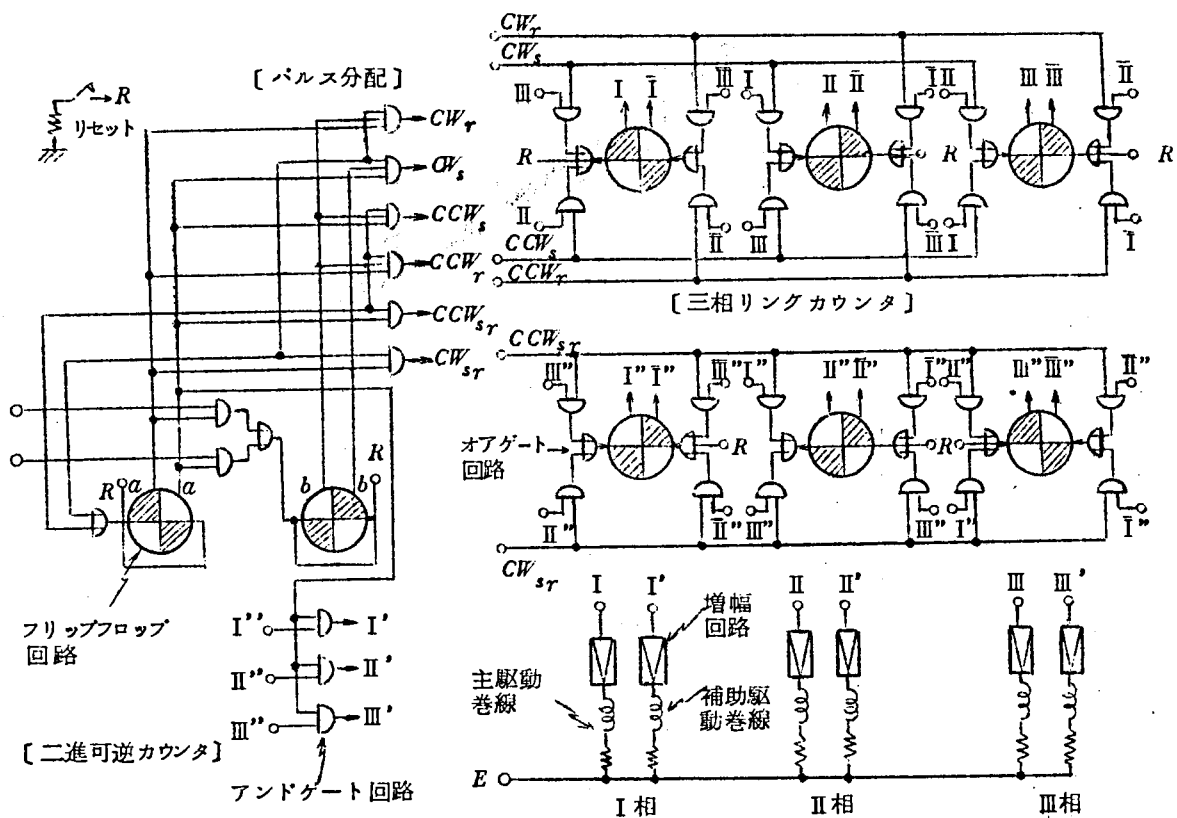 [パルス分配]
R
リセット
CWr
CWs
CCWs
CCWr
CCWsr
CWsr
R a a
b b R
フリップフロップ
回路
I'' I'
II'' II'
III'' III'
[二進可逆カウンタ]
アンドゲート回路
CWr
CWs
III I Ī III̅ I II II̅ Ī II III III̅ II̅
R R R
II II̅ III III̅ I Ī
CCWs
CCWr
[三相リングカウンタ]
CCWsr
III'' I'' Ī'' III̅'' I'' II'' II̅'' Ī'' II'' III'' III̅'' II̅''
オアゲート
回路
R R
II'' II̅'' III'' III̅'' I'' Ī''
CWsr
I I' II II' III III'
増幅
回路
主駆動
巻線
補助駆
動巻線
E
I相 II相 III相